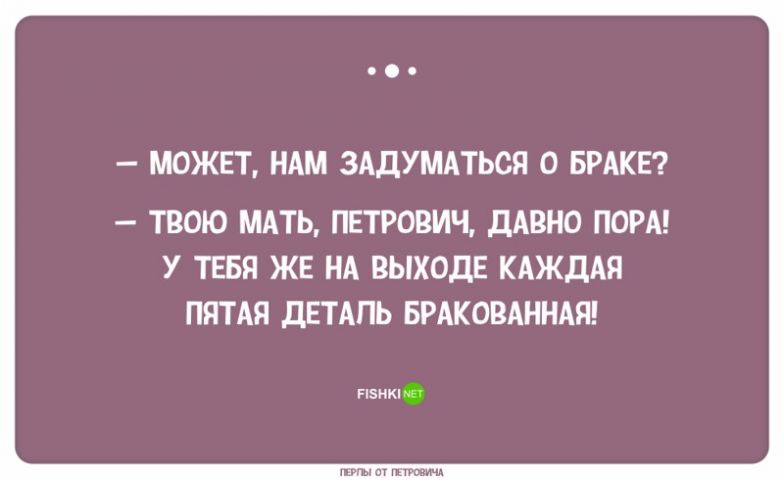 – МОЖЕТ, НАМ ЗАДУМАТЬСЯ О БРАКЕ?
– ТВОЮ МАТЬ, ПЕТРОВИЧ, ДАВНО ПОРА!
У ТЕБЯ ЖЕ НА ВЫХОДЕ КАЖДАЯ
ПЯТАЯ ДЕТАЛЬ БРАКОВАННАЯ!
FISHKI NET
ПЕРЛЫ ОТ ПЕТРОВИЧА